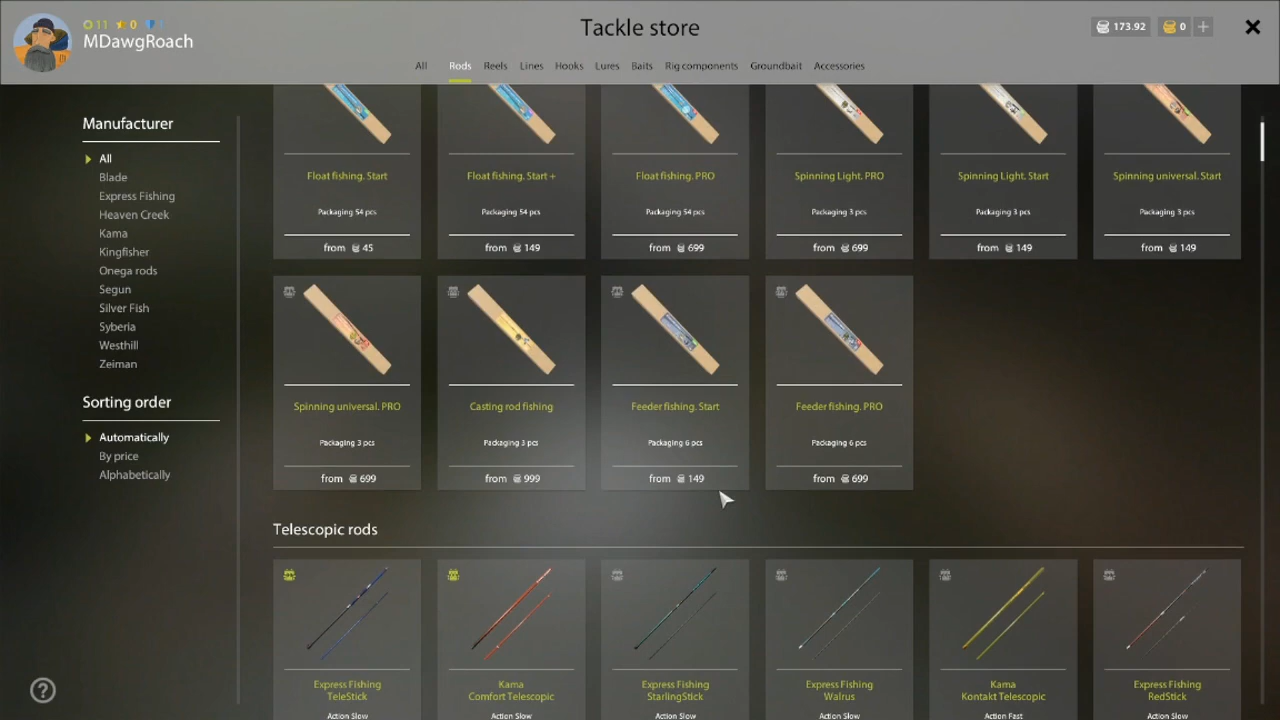 11 0 1
MDawgRoach
Tackle store
173.92
0 +
All Rods Reels Lines Hooks Lures Baits Rig components Groundbait Accessories
Manufacturer
All
Blade
Express Fishing
Heaven Creek
Kama
Kingfisher
Onega rods
Segun
Silver Fish
Syberia
Westhill
Zeiman
Sorting order
Automatically
By price
Alphabetically
Float fishing. Start
Packaging 54 pcs
from 45
Float fishing. Start +
Packaging 54 pcs
from 149
Float fishing. PRO
Packaging 54 pcs
from 699
Spinning Light. PRO
Packaging 3 pcs
from 699
Spinning Light. Start
Packaging 3 pcs
from 149
Spinning universal. Start
Packaging 3 pcs
from 149
Spinning universal. PRO
Packaging 3 pcs
from 699
Casting rod fishing
Packaging 3 pcs
from 999
Feeder fishing. Start
Packaging 6 pcs
from 149
Feeder fishing. PRO
Packaging 6 pcs
from 699
Telescopic rods
Express Fishing
TeleStick
Action Slow
Kama
Comfort Telescopic
Action Slow
Express Fishing
StarlingStick
Action Slow
Express Fishing
Walrus
Action Slow
Kama
Kontakt Telescopic
Action Fast
Express Fishing
RedStick
Action Slow
?